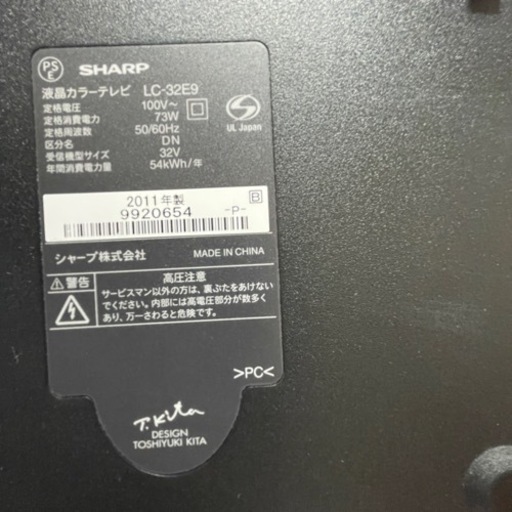 PS
E
SHARP
液晶カラーテレビ LC-32E9
定格電圧 100V～
定格消費電力 73W
定格周波数 50/60Hz
区分名 DN
受信機型サイズ 32V
年間消費電力量 54kWh/年
S
UL Japan
2011年製 B
9920654 -P-
シャープ株式会社 MADE IN CHINA
警告 高圧注意
サービスマン以外の方は、裏ぶたをあけない
でください。内部には高電圧部分が数多く
あり、万一さわると危険です。
>PC<
T.Kita
DESIGN
TOSHIYUKI KITA